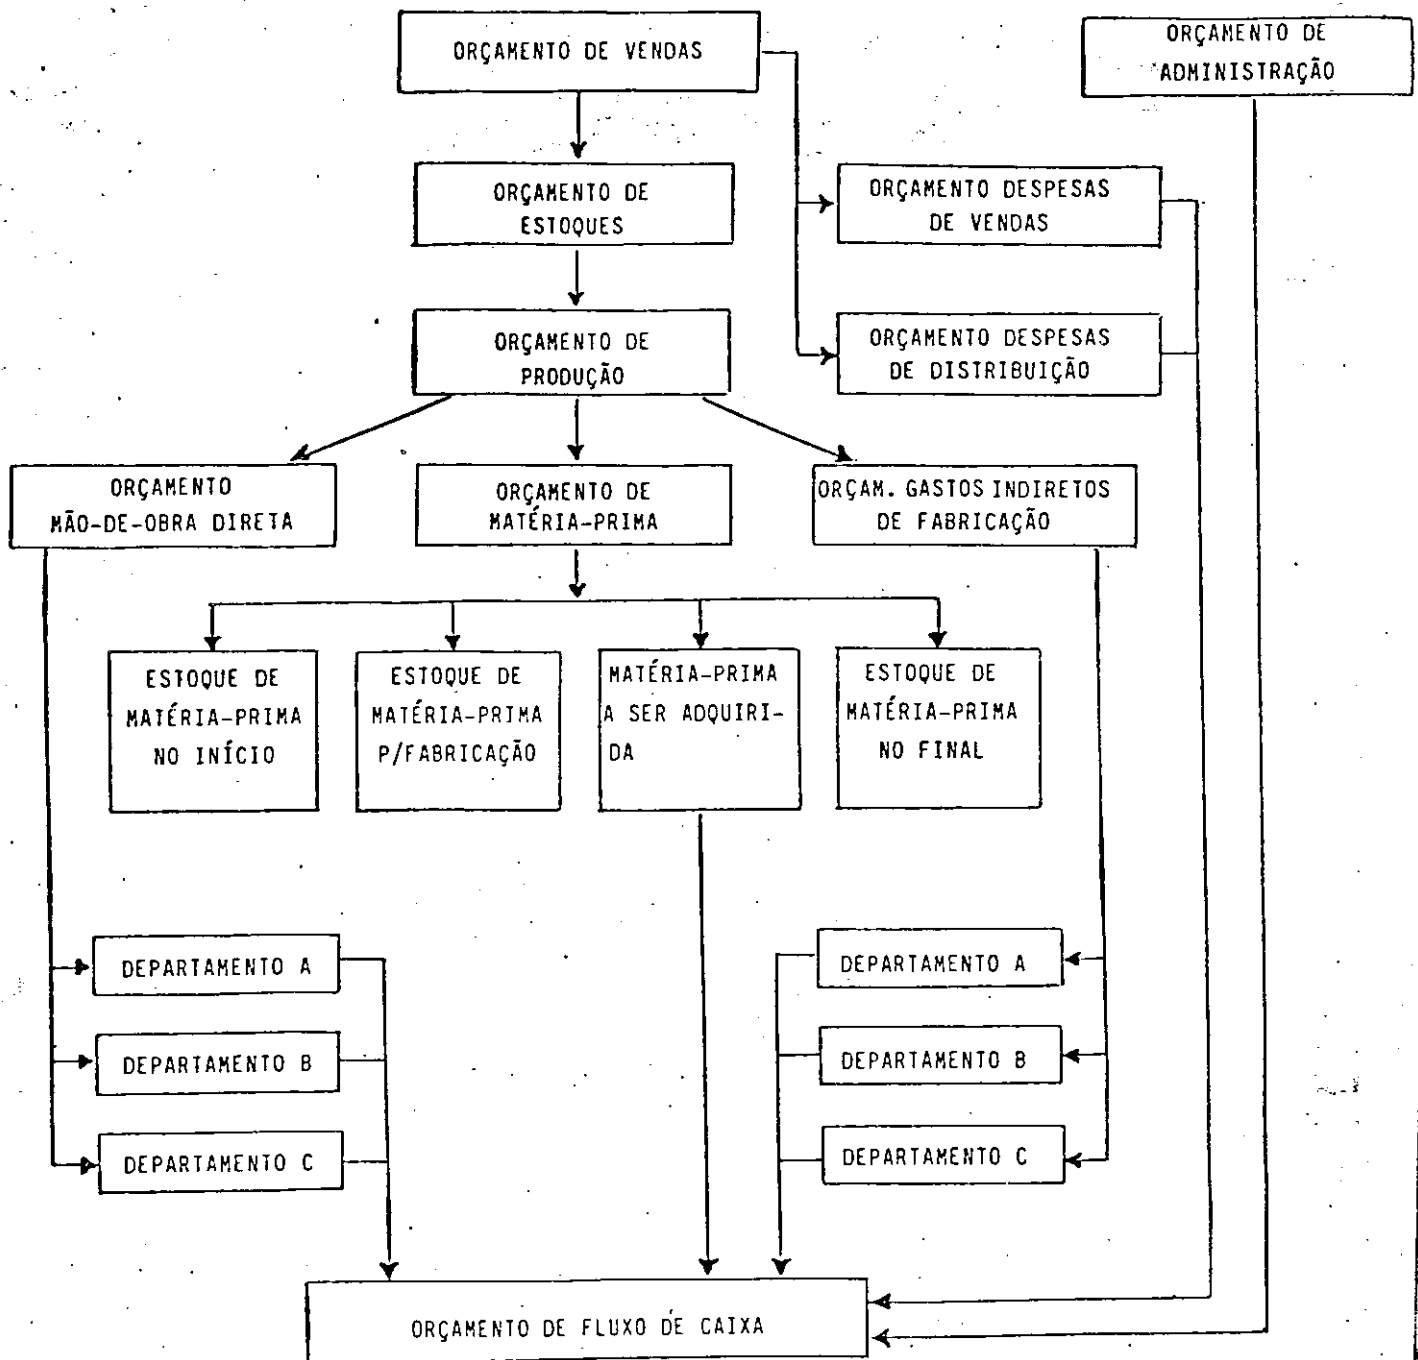 ORÇAMENTO DE VENDAS
ORÇAMENTO DE
ADMINISTRAÇÃO
ORÇAMENTO DE
ESTOQUES
ORÇAMENTO DESPESAS
DE VENDAS
ORÇAMENTO DE
PRODUÇÃO
ORÇAMENTO DESPESAS
DE DISTRIBUIÇÃO
ORÇAMENTO
MÃO-DE-OBRA DIRETA
ORÇAMENTO DE
MATÉRIA-PRIMA
ORÇAM. GASTOS INDIRETOS
DE FABRICAÇÃO
ESTOQUE DE
MATÉRIA-PRIMA
NO INÍCIO
ESTOQUE DE
MATÉRIA-PRIMA
P/FABRICAÇÃO
MATÉRIA-PRIMA
A SER ADQUIRI-
DA
ESTOQUE DE
MATÉRIA-PRIMA
NO FINAL
DEPARTAMENTO A
DEPARTAMENTO B
DEPARTAMENTO C
DEPARTAMENTO A
DEPARTAMENTO B
DEPARTAMENTO C
ORÇAMENTO DE FLUXO DE CAIXA